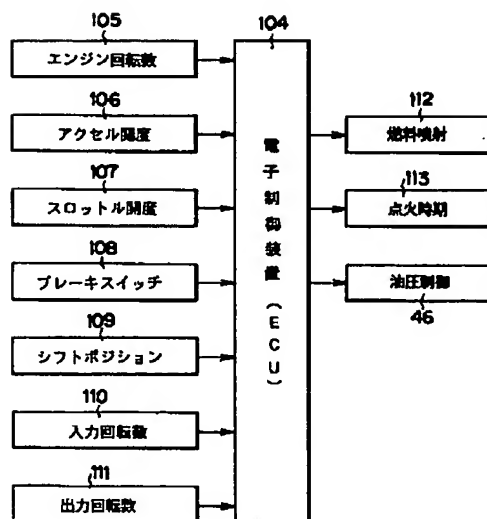 105
エンジン回転数
106
アクセル開度
107
スロットル開度
108
ブレーキスイッチ
109
シフトポジション
110
入力回転数
111
出力回転数
104
電子制御装置(ECU)
112
燃料噴射
113
点火時期
油圧制御
46